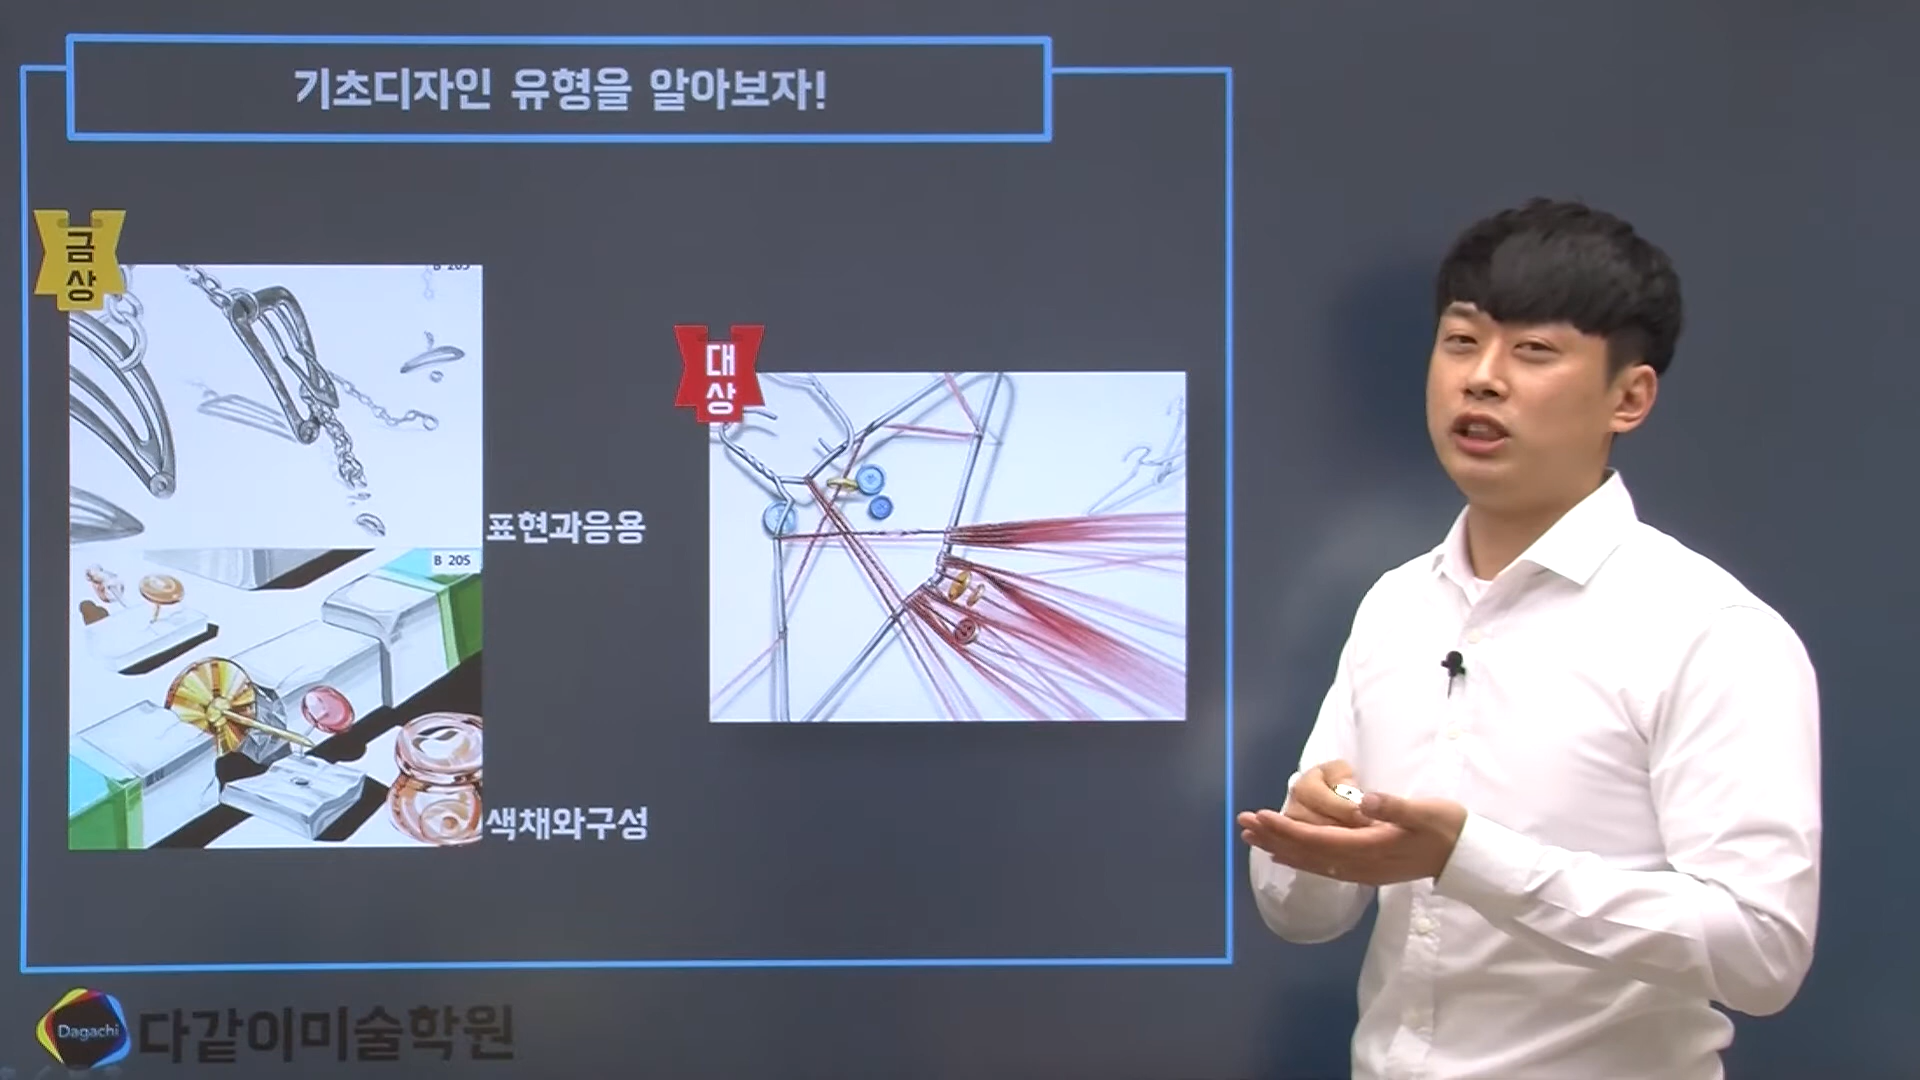 기초디자인 유형을 알아보자!
금
상
B 205
대
상
표현과응용
B 205
색채와구성
Dagachi
다같이미술학원